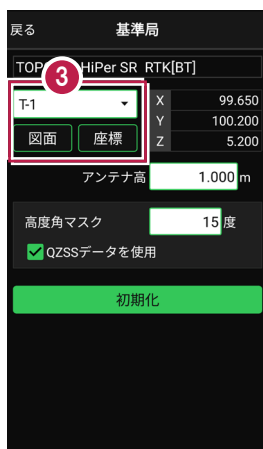 戻る 基準局
TOP HiPer SR RTK[BT]
3
T-1 X 99.650
Y 100.200
図面 座標 Z 5.200
アンテナ高 1.000 m
高度角マスク 15 度
QZSSデータを使用
初期化